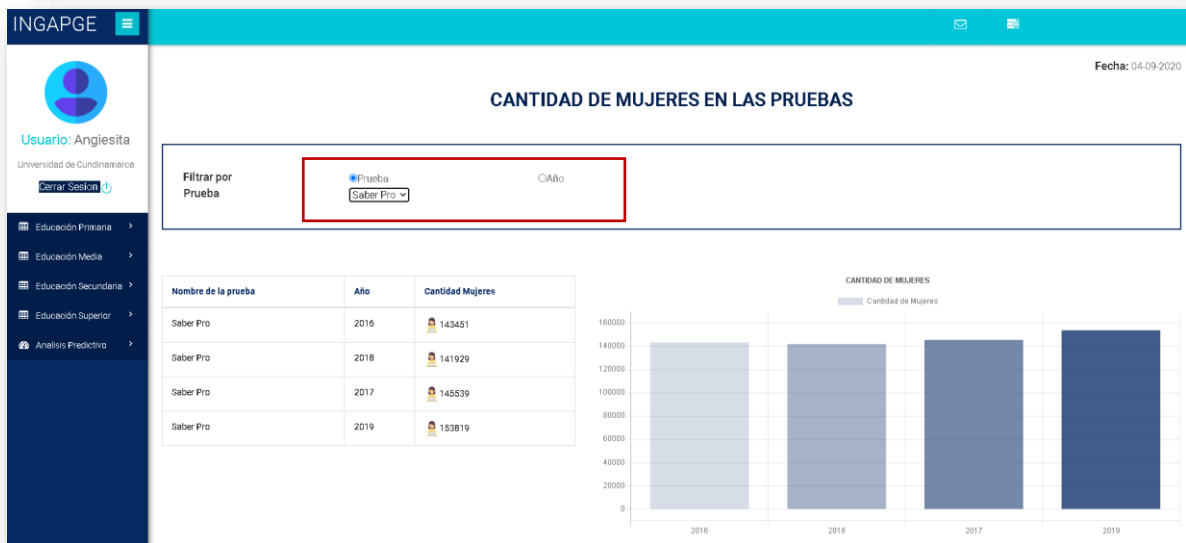 INGAPGE
Fecha: 04-09-2020
CANTIDAD DE MUJERES EN LAS PRUEBAS
Usuario: Angiesita
Universidad de Cundinamarca
Cerrar Sesion
Educación Primaria
Educación Media
Educación Secundaria
Educación Superior
Analisis Predictivo
Filtrar por
Prueba
Prueba Año
Saber Pro
Nombre de la prueba Año Cantidad Mujeres
Saber Pro 2016 143451
Saber Pro 2018 141929
Saber Pro 2017 145539
Saber Pro 2019 153819
CANTIDAD DE MUJERES
Cantidad de Mujeres
160000
140000
120000
100000
80000
60000
40000
20000
0
2016 2018 2017 2019